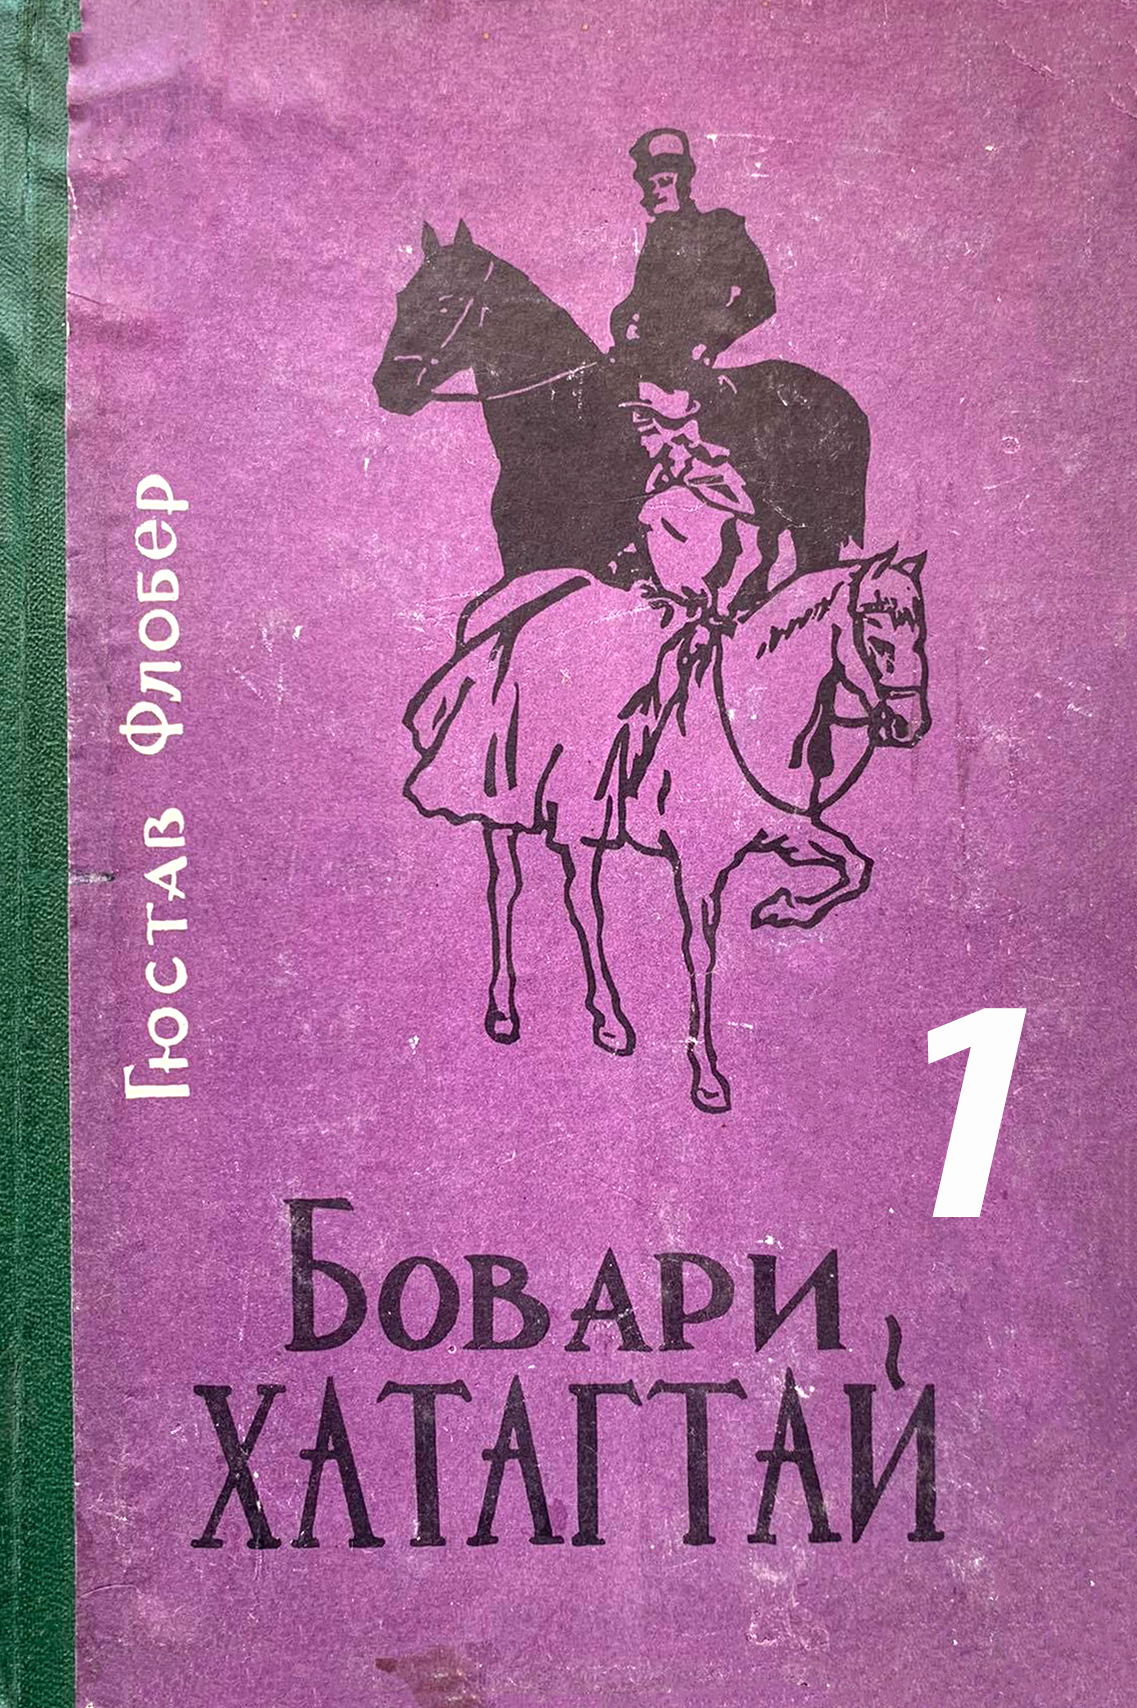 Гюстав Флобер
1
Бовари
хатагтай